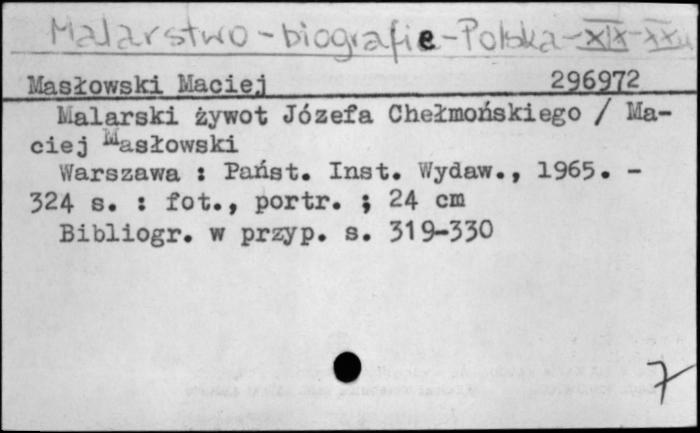 Malarstwo - biografie - Polska - XIX - XXw
Masłowski Maciej 296972
Malarski żywot Józefa Chełmońskiego / Ma-
ciej Masłowski
Warszawa : Państ. Inst. Wydaw., 1965. -
324 s. : fot., portr. ; 24 cm
Bibliogr. w przyp. s. 319-330
7